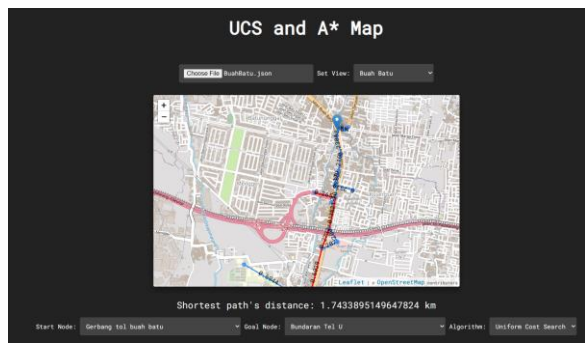 UCS and A* Map
Choose File BuahBatu.json Set View: Buah Batu
+
−
Leaflet | © OpenStreetMap contributors
Shortest path's distance: 1.7433895149647824 km
Start Node: Gerbang tol buah batu Goal Node: Bundaran Tel U Algorithm: Uniform Cost Search